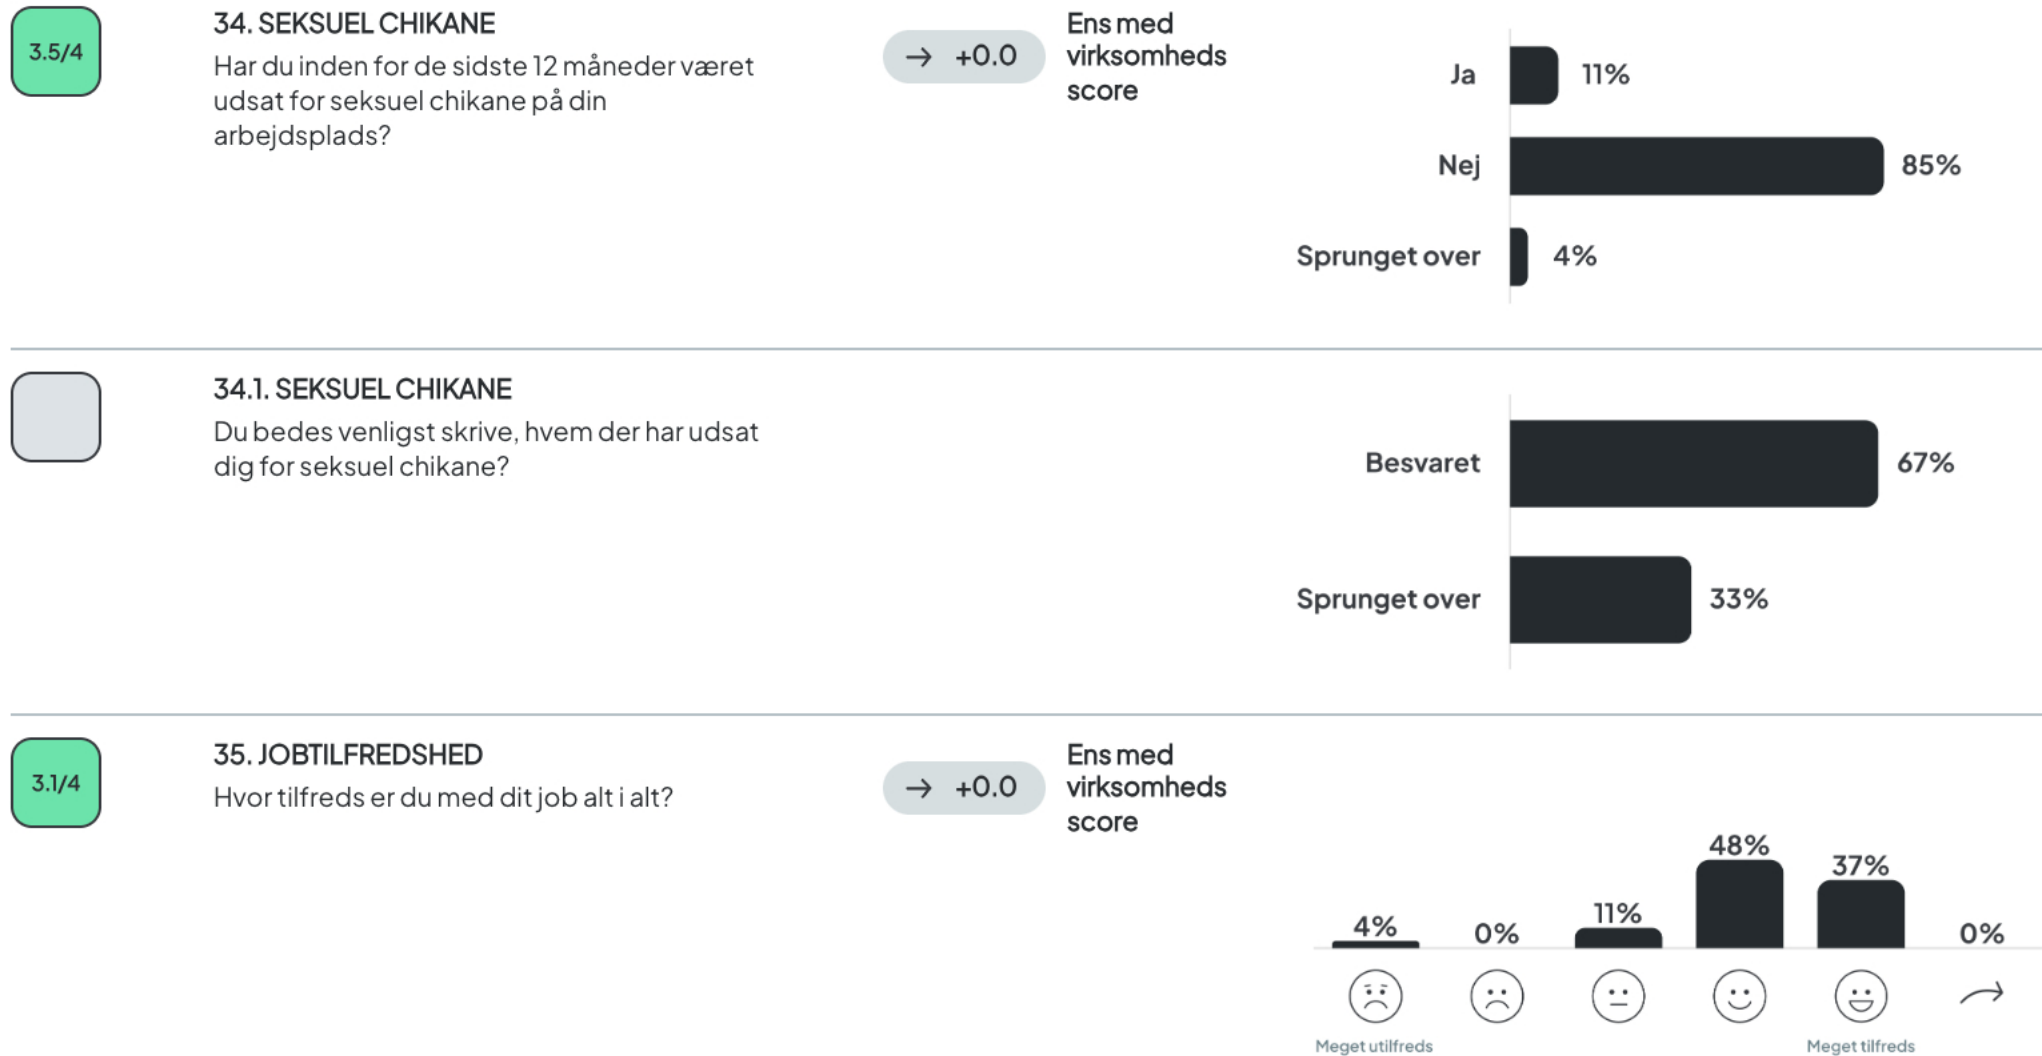 3.5/4
34. SEKSUEL CHIKANE
Har du inden for de sidste 12 måneder været
udsat for seksuel chikane på din
arbejdsplads?
→ +0.0
Ens med
virksomheds
score
Ja 11%
Nej 85%
Sprunget over 4%
34.1. SEKSUEL CHIKANE
Du bedes venligst skrive, hvem der har udsat
dig for seksuel chikane?
Besvaret 67%
Sprunget over 33%
3.1/4
35. JOBTILFREDSHED
Hvor tilfreds er du med dit job alt i alt?
→ +0.0
Ens med
virksomheds
score
4% 0% 11% 48% 37% 0%
Meget utilfreds Meget tilfreds